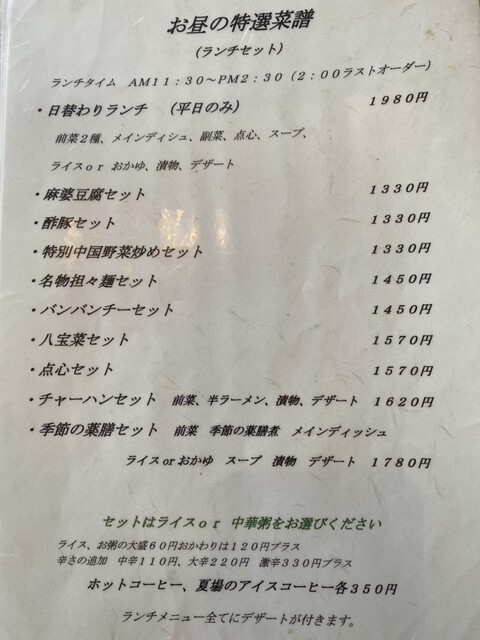 お昼の特選菜譜
(ランチセット)
ランチタイム AM11:30〜PM2:30(2:00ラストオーダー)
・日替わりランチ (平日のみ) 1980円
前菜2種、メインディシュ、副菜、点心、スープ、
ライスor おかゆ、漬物、デザート
・麻婆豆腐セット 1330円
・酢豚セット 1330円
・特別中国野菜炒めセット 1330円
・名物担々麺セット 1450円
・バンバンチーセット 1450円
・八宝菜セット 1570円
・点心セット 1570円
・チャーハンセット 前菜、半ラーメン、漬物、デザート 1620円
・季節の薬膳セット 前菜 季節の薬膳煮 メインディッシュ
ライスorおかゆ スープ 漬物 デザート 1780円
セットはライスor 中華粥をお選びください
ライス、お粥の大盛60円おかわりは120円プラス
辛さの追加 中辛110円、大辛220円 激辛330円プラス
ホットコーヒー、夏場のアイスコーヒー各350円
ランチメニュー全てにデザートが付きます。